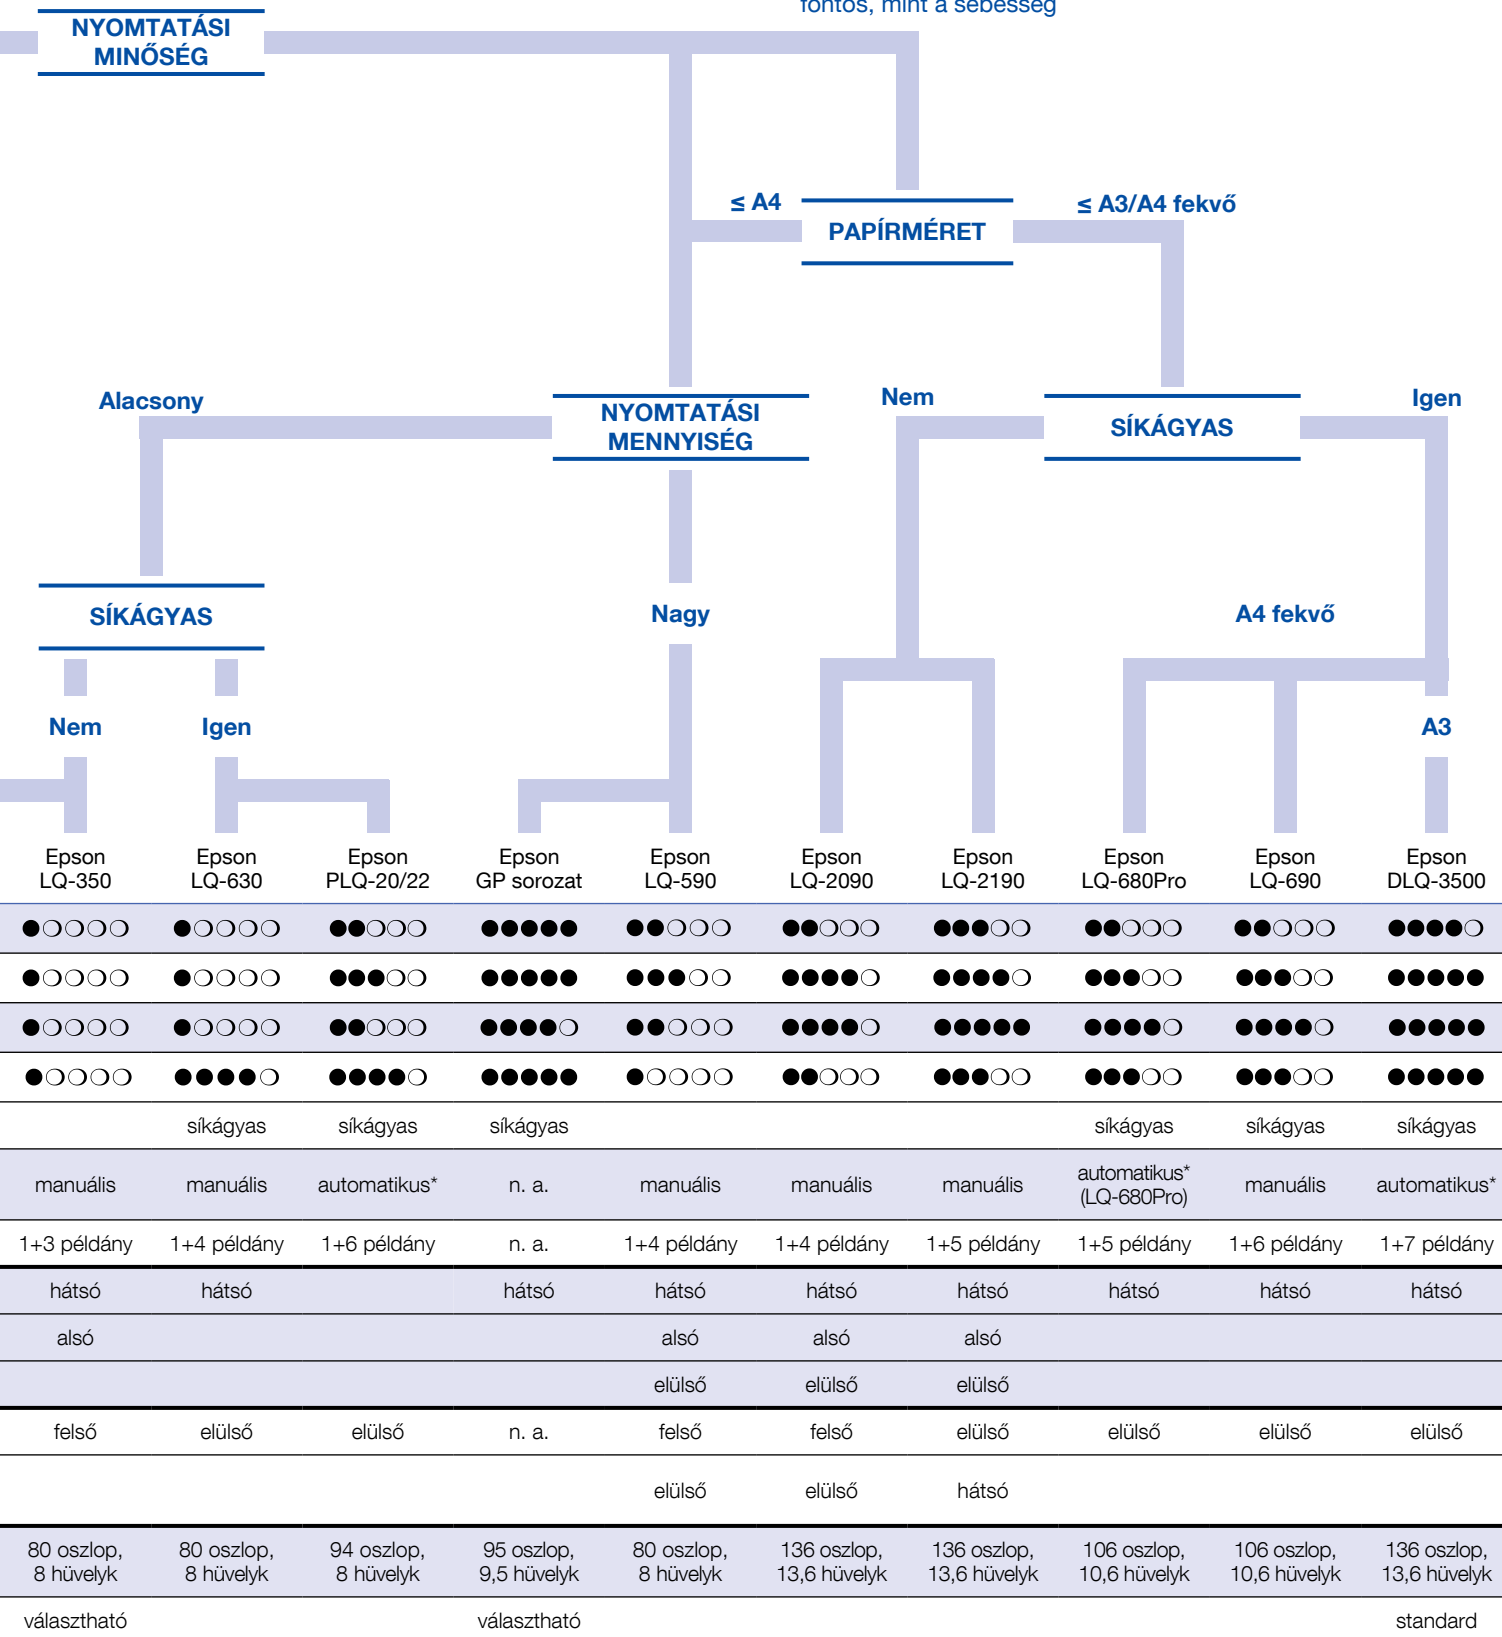 fontos, mint a sebesség
NYOMTATÁSI
MINŐSÉG
≤ A4
PAPÍRMÉRET
≤ A3/A4 fekvő
Alacsony
NYOMTATÁSI
MENNYISÉG
Nem
SÍKÁGYAS
Igen
SÍKÁGYAS
Nagy
A4 fekvő
Nem
Igen
A3
Epson
LQ-350
Epson
LQ-630
Epson
PLQ-20/22
Epson
GP sorozat
Epson
LQ-590
Epson
LQ-2090
Epson
LQ-2190
Epson
LQ-680Pro
Epson
LQ-690
Epson
DLQ-3500
síkágyas síkágyas síkágyas síkágyas síkágyas síkágyas
manuális manuális automatikus* n. a. manuális manuális manuális automatikus* manuális automatikus*
(LQ-680Pro)
1+3 példány 1+4 példány 1+6 példány n. a. 1+4 példány 1+4 példány 1+5 példány 1+5 példány 1+6 példány 1+7 példány
hátsó hátsó hátsó hátsó hátsó hátsó hátsó hátsó hátsó
alsó alsó alsó alsó
elülső elülső elülső
felső elülső elülső n. a. felső felső elülső elülső elülső elülső
elülső elülső hátsó
80 oszlop, 80 oszlop, 94 oszlop, 95 oszlop, 80 oszlop, 136 oszlop, 136 oszlop, 106 oszlop, 106 oszlop, 136 oszlop,
8 hüvelyk 8 hüvelyk 8 hüvelyk 9,5 hüvelyk 8 hüvelyk 13,6 hüvelyk 13,6 hüvelyk 10,6 hüvelyk 10,6 hüvelyk 13,6 hüvelyk
választható választható standard